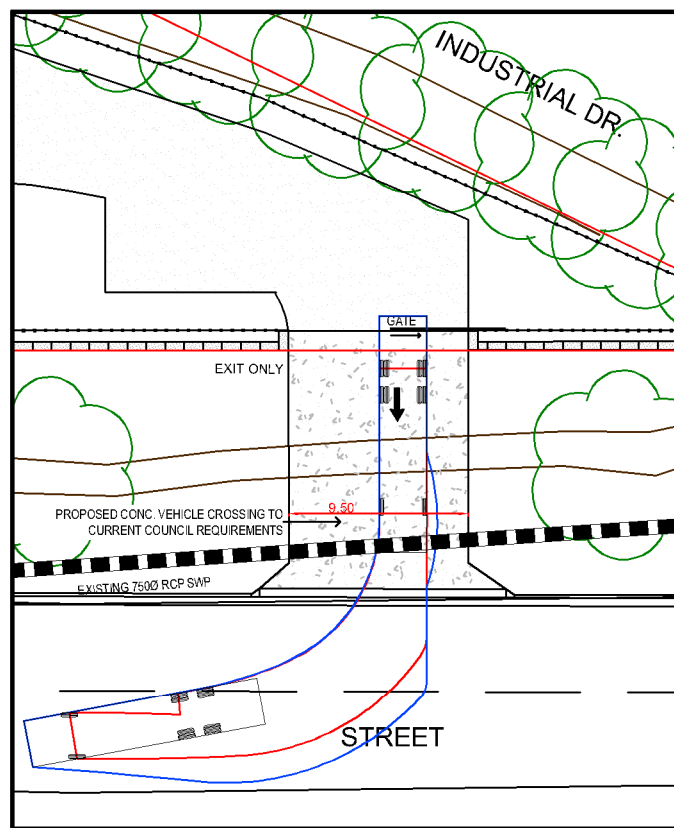 INDUSTRIAL DR.
GATE
EXIT ONLY
9.50
PROPOSED CONC. VEHICLE CROSSING TO
CURRENT COUNCIL REQUIREMENTS
EXISTING 750Ø RCP SWP
STREET